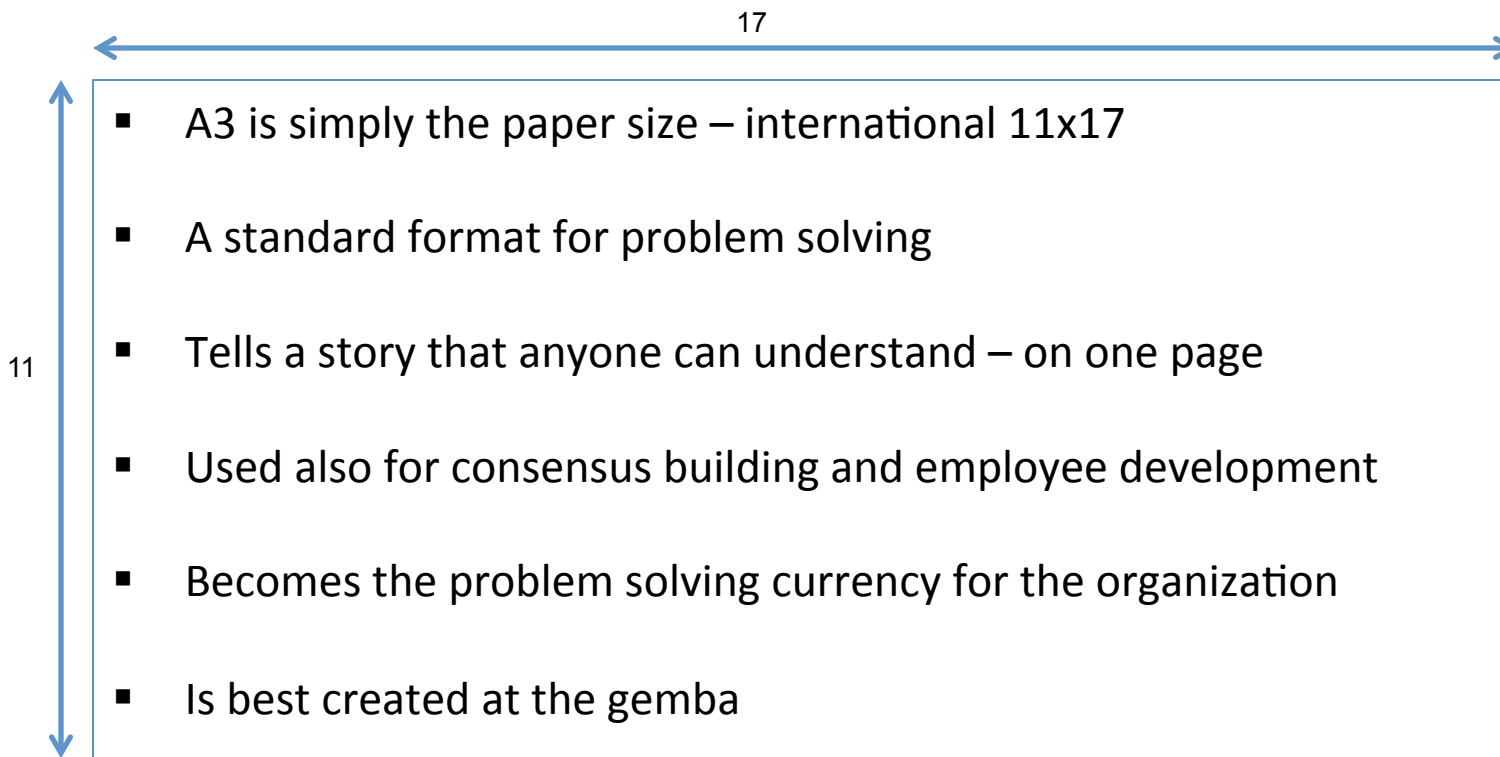 17
11
▪ A3 is simply the paper size – international 11x17
▪ A standard format for problem solving
▪ Tells a story that anyone can understand – on one page
▪ Used also for consensus building and employee development
▪ Becomes the problem solving currency for the organization
▪ Is best created at the gemba